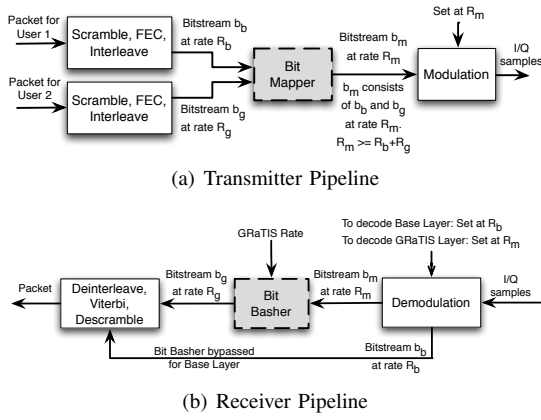 Packet for
User 1
Scramble, FEC,
Interleave
Bitstream b_b
at rate R_b
Packet for
User 2
Scramble, FEC,
Interleave
Bitstream b_g
at rate R_g
Bit
Mapper
Bitstream b_m
at rate R_m
b_m consists
of b_b and b_g
at rate R_m.
R_m >= R_b+R_g
Set at R_m
Modulation
I/Q
samples
(a) Transmitter Pipeline
GRaTIS Rate
To decode Base Layer: Set at R_b
To decode GRaTIS Layer: Set at R_m
Packet
Deinterleave,
Viterbi,
Descramble
Bitstream b_g
at rate R_g
Bit
Basher
Bitstream b_m
at rate R_m
Demodulation
I/Q
samples
Bit Basher bypassed
for Base Layer
Bitstream b_b
at rate R_b
(b) Receiver Pipeline